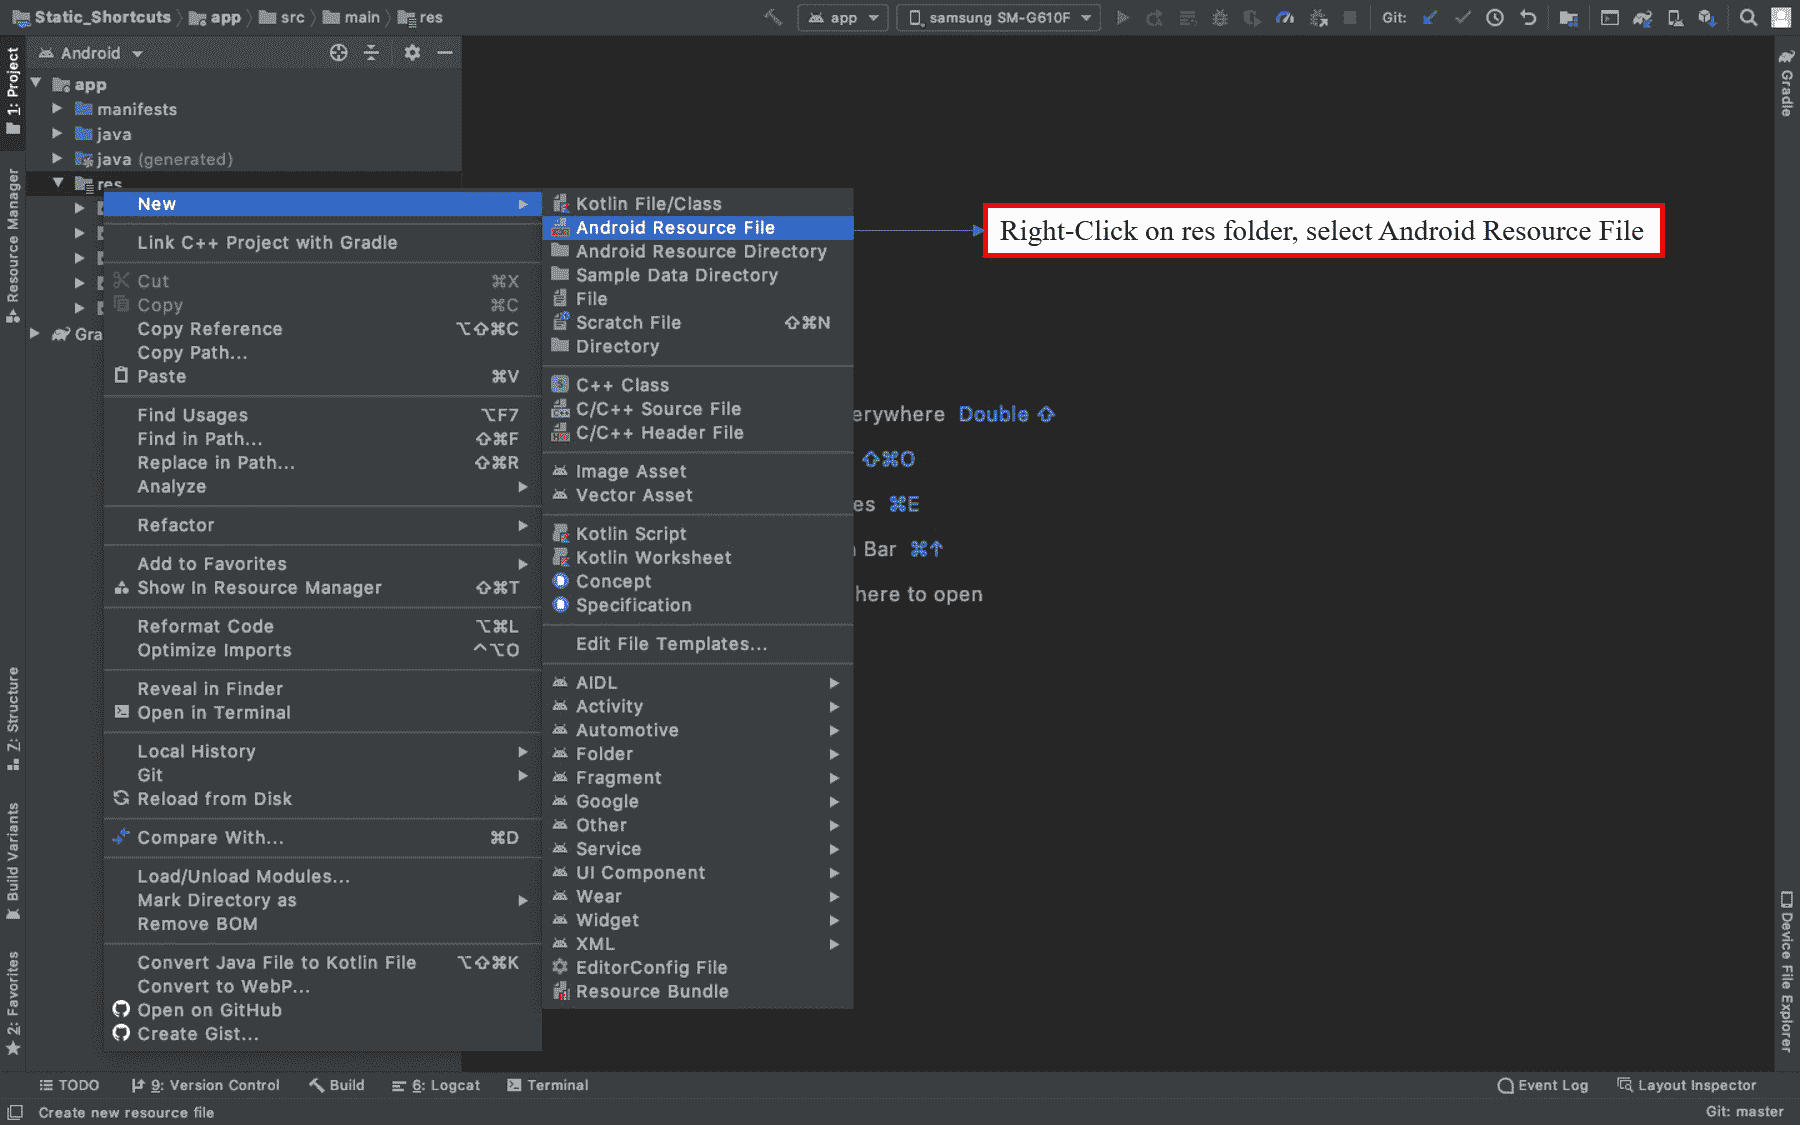 Static_Shortcuts app src main res
app samsung SM-G610F Git:
1: Project
Resource Manager
7: Structure
Build Variants
2: Favorites
Android
app
manifests
java
java (generated)
res
Gra
New
Link C++ Project with Gradle
Cut ⌘X
Copy ⌘C
Copy Reference ⌥⇧⌘C
Copy Path...
Paste ⌘V
Find Usages ⌥F7
Find in Path... ⇧⌘F
Replace in Path... ⇧⌘R
Analyze
Refactor
Add to Favorites
Show In Resource Manager ⇧⌘T
Reformat Code ⌥⌘L
Optimize Imports ^⌥O
Reveal in Finder
Open in Terminal
Local History
Git
Reload from Disk
Compare With... ⌘D
Load/Unload Modules...
Mark Directory as
Remove BOM
Convert Java File to Kotlin File ⌥⇧⌘K
Convert to WebP...
Open on GitHub
Create Gist...
Kotlin File/Class
Android Resource File
Android Resource Directory
Sample Data Directory
File
Scratch File ⇧⌘N
Directory
C++ Class
C/C++ Source File
C/C++ Header File
Image Asset
Vector Asset
Kotlin Script
Kotlin Worksheet
Concept
Specification
Edit File Templates...
AIDL
Activity
Automotive
Folder
Fragment
Google
Other
Service
UI Component
Wear
Widget
XML
EditorConfig File
Resource Bundle
Right-Click on res folder, select Android Resource File
erywhere Double ⇧
⇧⌘O
es ⌘E
Bar ⌘↑
here to open
Gradle
Device File Explorer
TODO 9: Version Control Build 6: Logcat Terminal Event Log Layout Inspector
Create new resource file Git: master